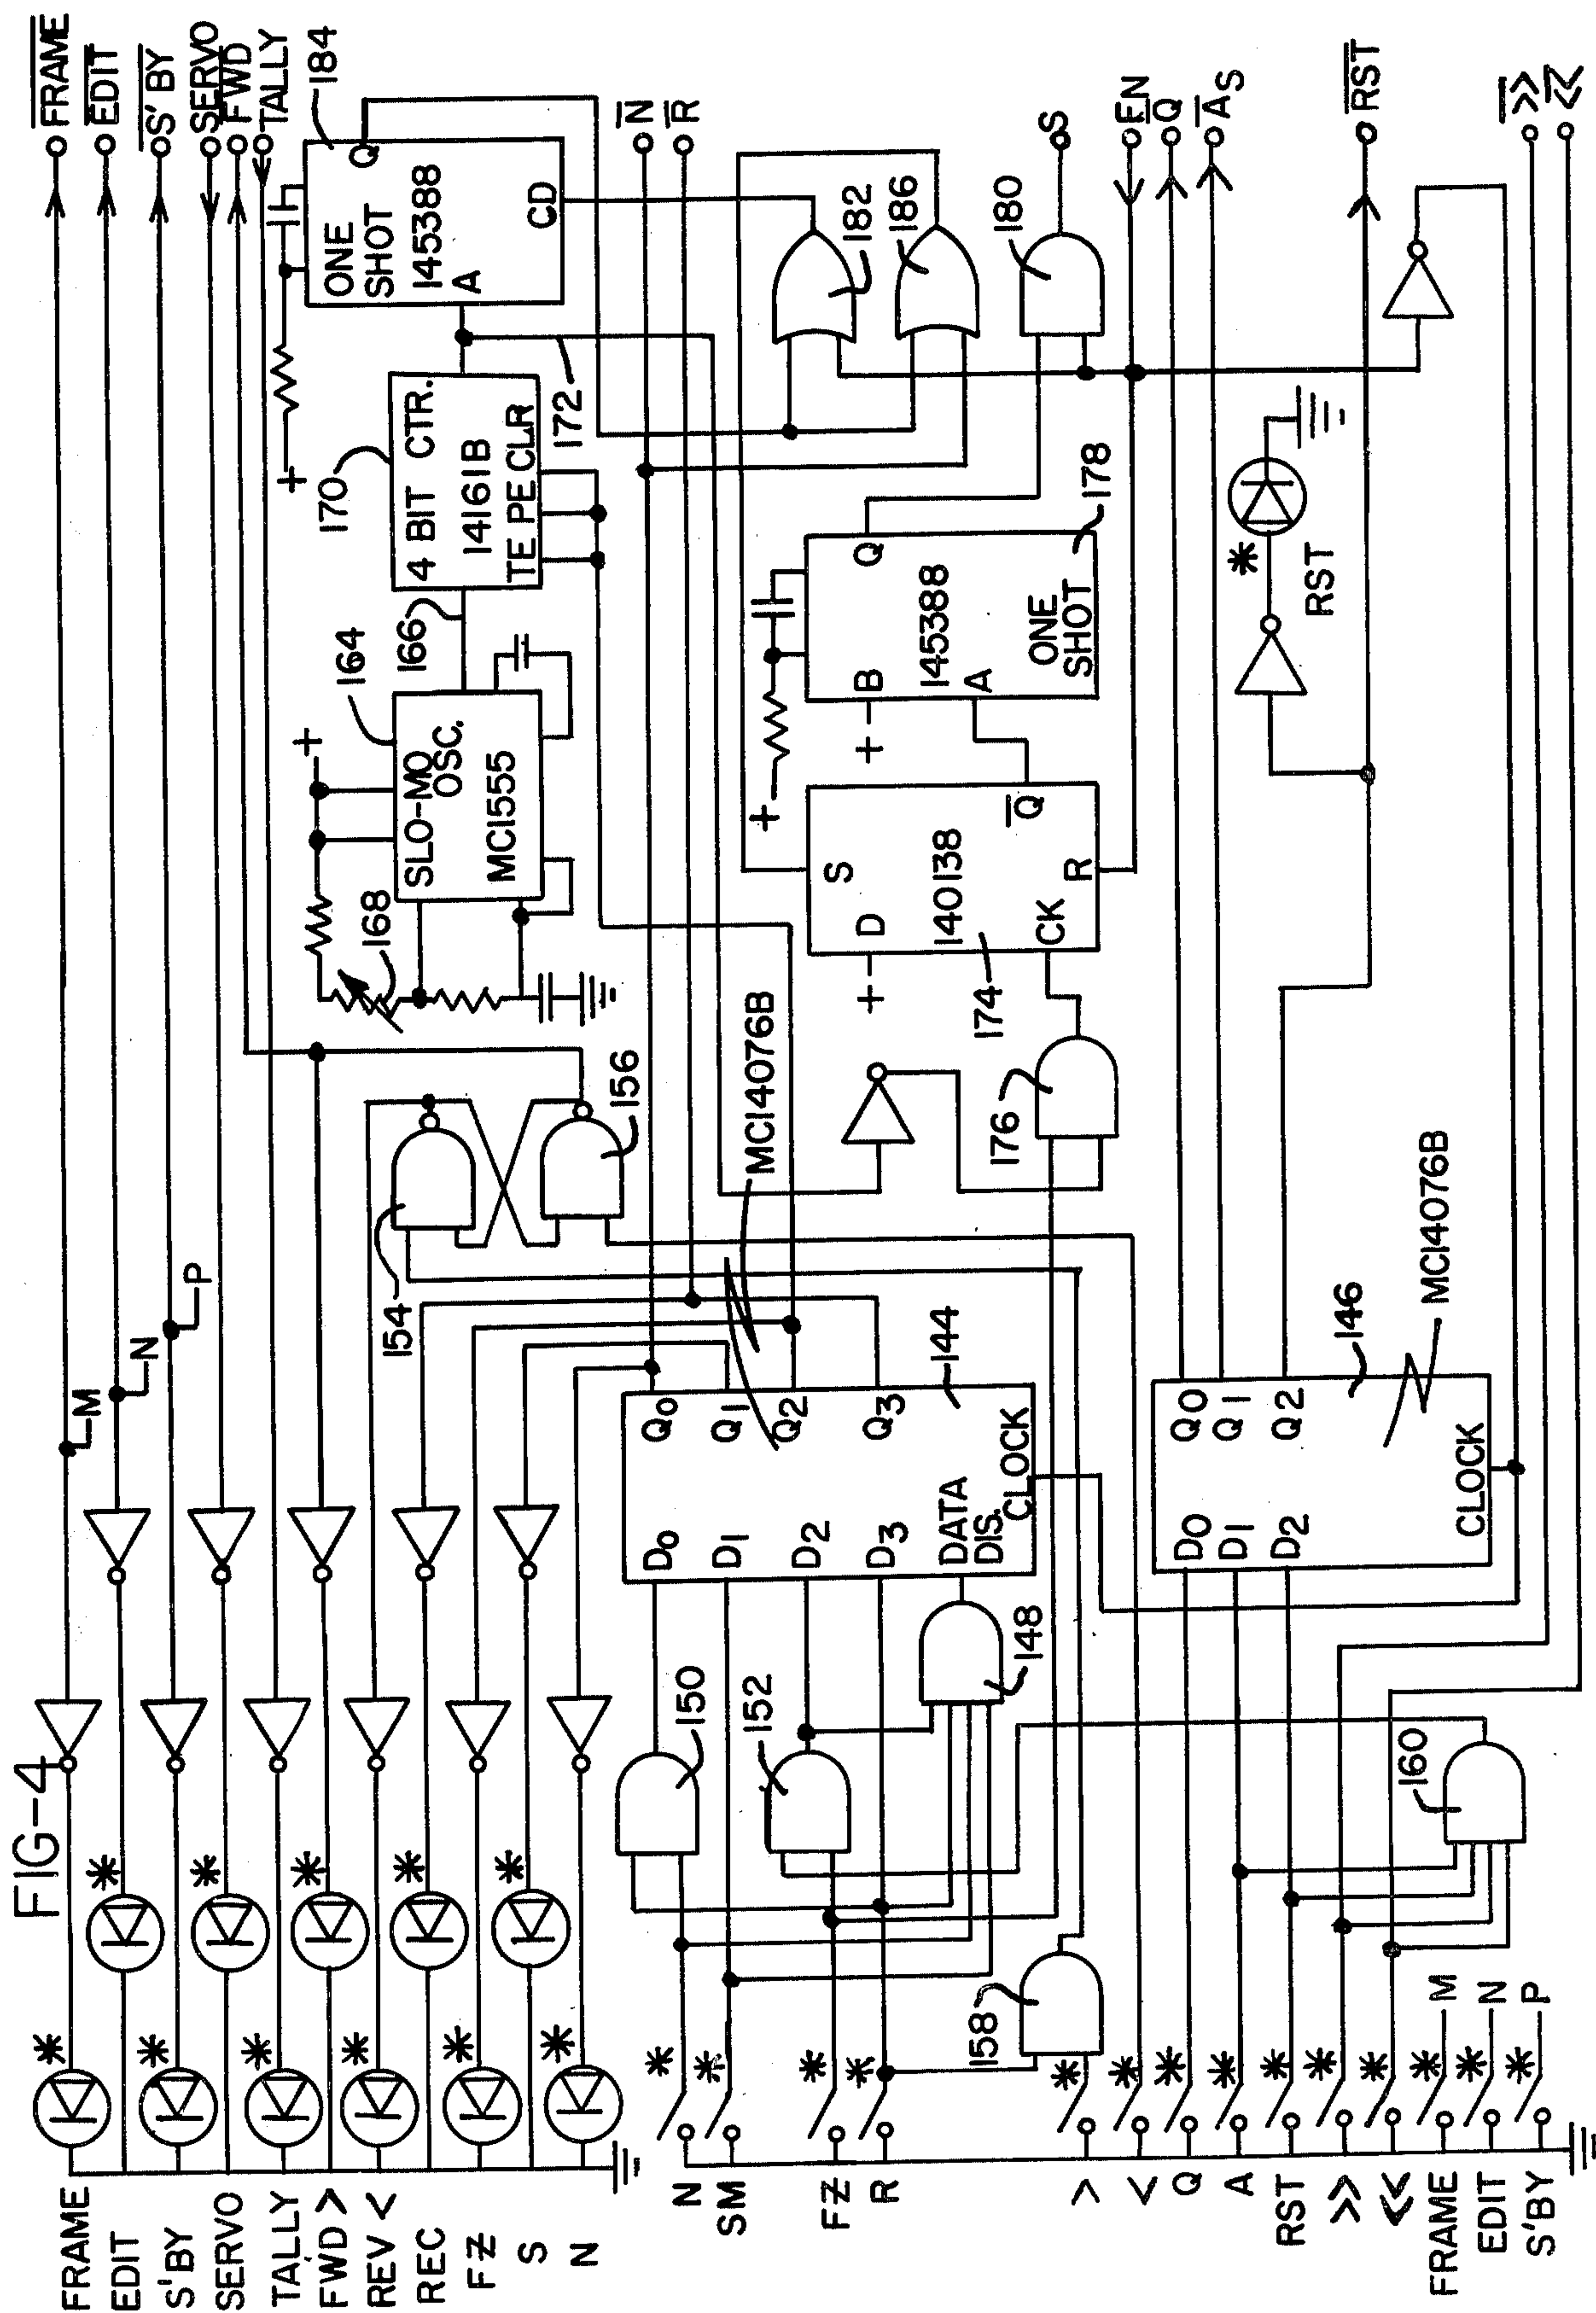 FIG-4
FRAME
EDIT
S'BY
SERVO
TALLY
FWD >
REV <
REC
FZ
S
N
*
*
*
*
*
*
*
*
*
*
*
M
N
P
FRAME
EDIT
S'BY
SERVO
FWD
TALLY
184
ONE
SHOT
145388
Q
A
CD
+
170
4 BIT CTR.
14161B
TE PE CLR
172
166
164
SLO-MO
OSC.
MC1555
+
168
154
156
MC14076B
N
R
182
186
180
S
EN
Q
AS
RST
>>
<<
178
145388
ONE
SHOT
Q
B
A
+
+
174
140138
S
D
Q
CK
R
+
176
*
RST
144
D0
D1
D2
D3
DATA
DIS.
CLOCK
Q0
Q1
Q2
Q3
150
152
148
158
160
146
MC14076B
D0
D1
D2
Q0
Q1
Q2
CLOCK
N
SM
FZ
R
>
<
Q
A
RST
>>
<<
FRAME
EDIT
S'BY
*
*
*
*
*
*
*
*
*
*
*
*
*
*
M
N
P